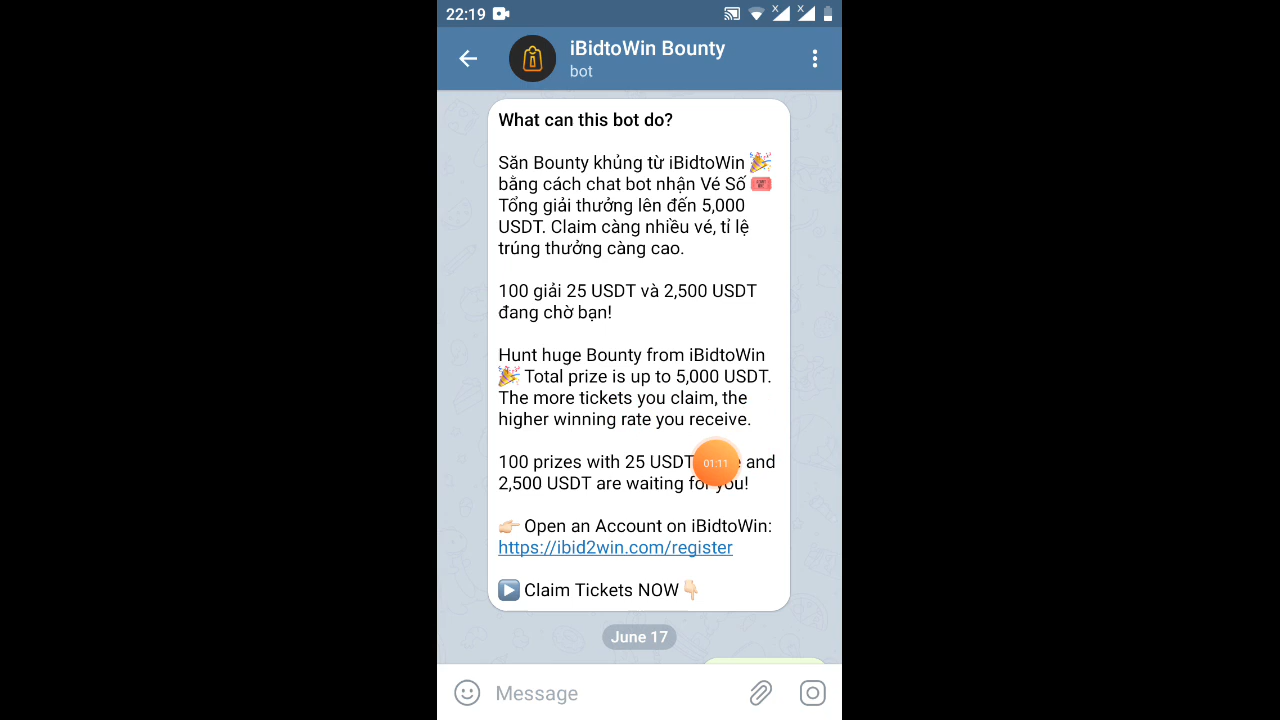 22:19
iBidtoWin Bounty
bot
What can this bot do?
Săn Bounty khủng từ iBidtoWin 🎉
bằng cách chat bot nhận Vé Số 🎟️
Tổng giải thưởng lên đến 5,000
USDT. Claim càng nhiều vé, tỉ lệ
trúng thưởng càng cao.
100 giải 25 USDT và 2,500 USDT
đang chờ bạn!
Hunt huge Bounty from iBidtoWin
🎉 Total prize is up to 5,000 USDT.
The more tickets you claim, the
higher winning rate you receive.
100 prizes with 25 USDT and
01:11
2,500 USDT are waiting for you!
👉🏻 Open an Account on iBidtoWin:
https://ibid2win.com/register
▶️ Claim Tickets NOW 👇🏻
June 17
Message